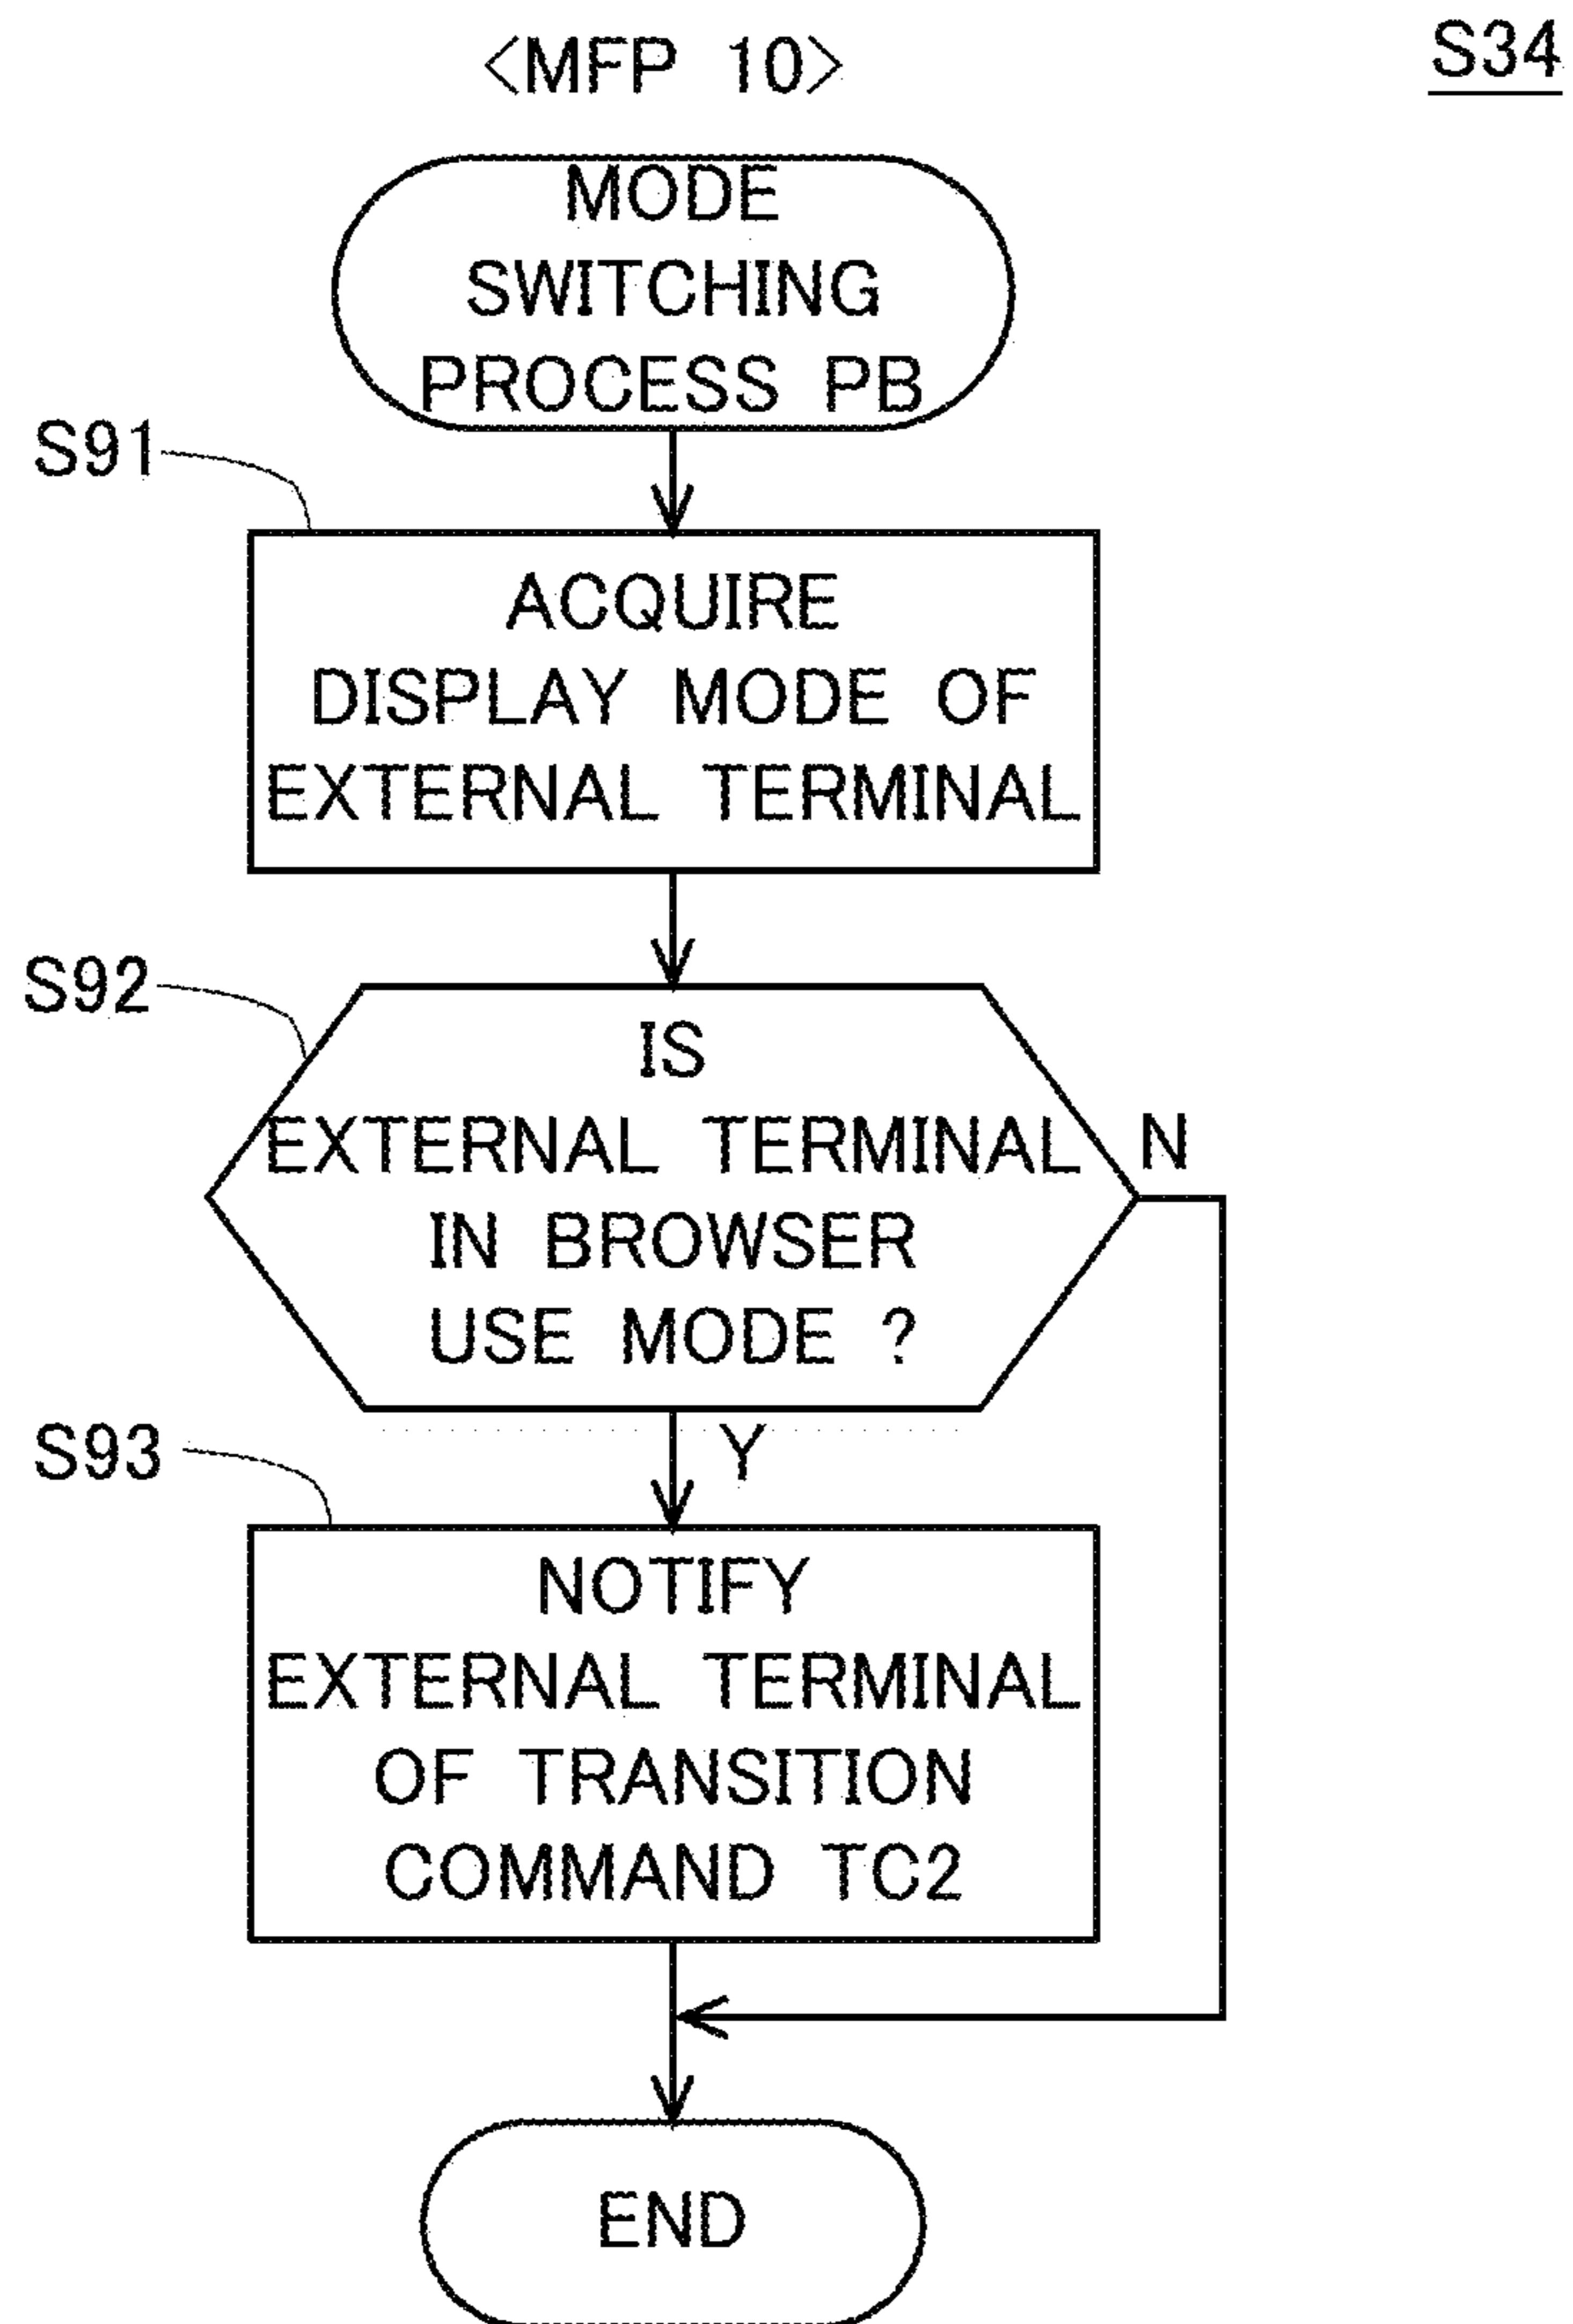 <MFP 10>
S34
MODE
SWITCHING
PROCESS PB
S91
ACQUIRE
DISPLAY MODE OF
EXTERNAL TERMINAL
S92
IS
EXTERNAL TERMINAL
IN BROWSER
USE MODE ?
N
Y
S93
NOTIFY
EXTERNAL TERMINAL
OF TRANSITION
COMMAND TC2
END